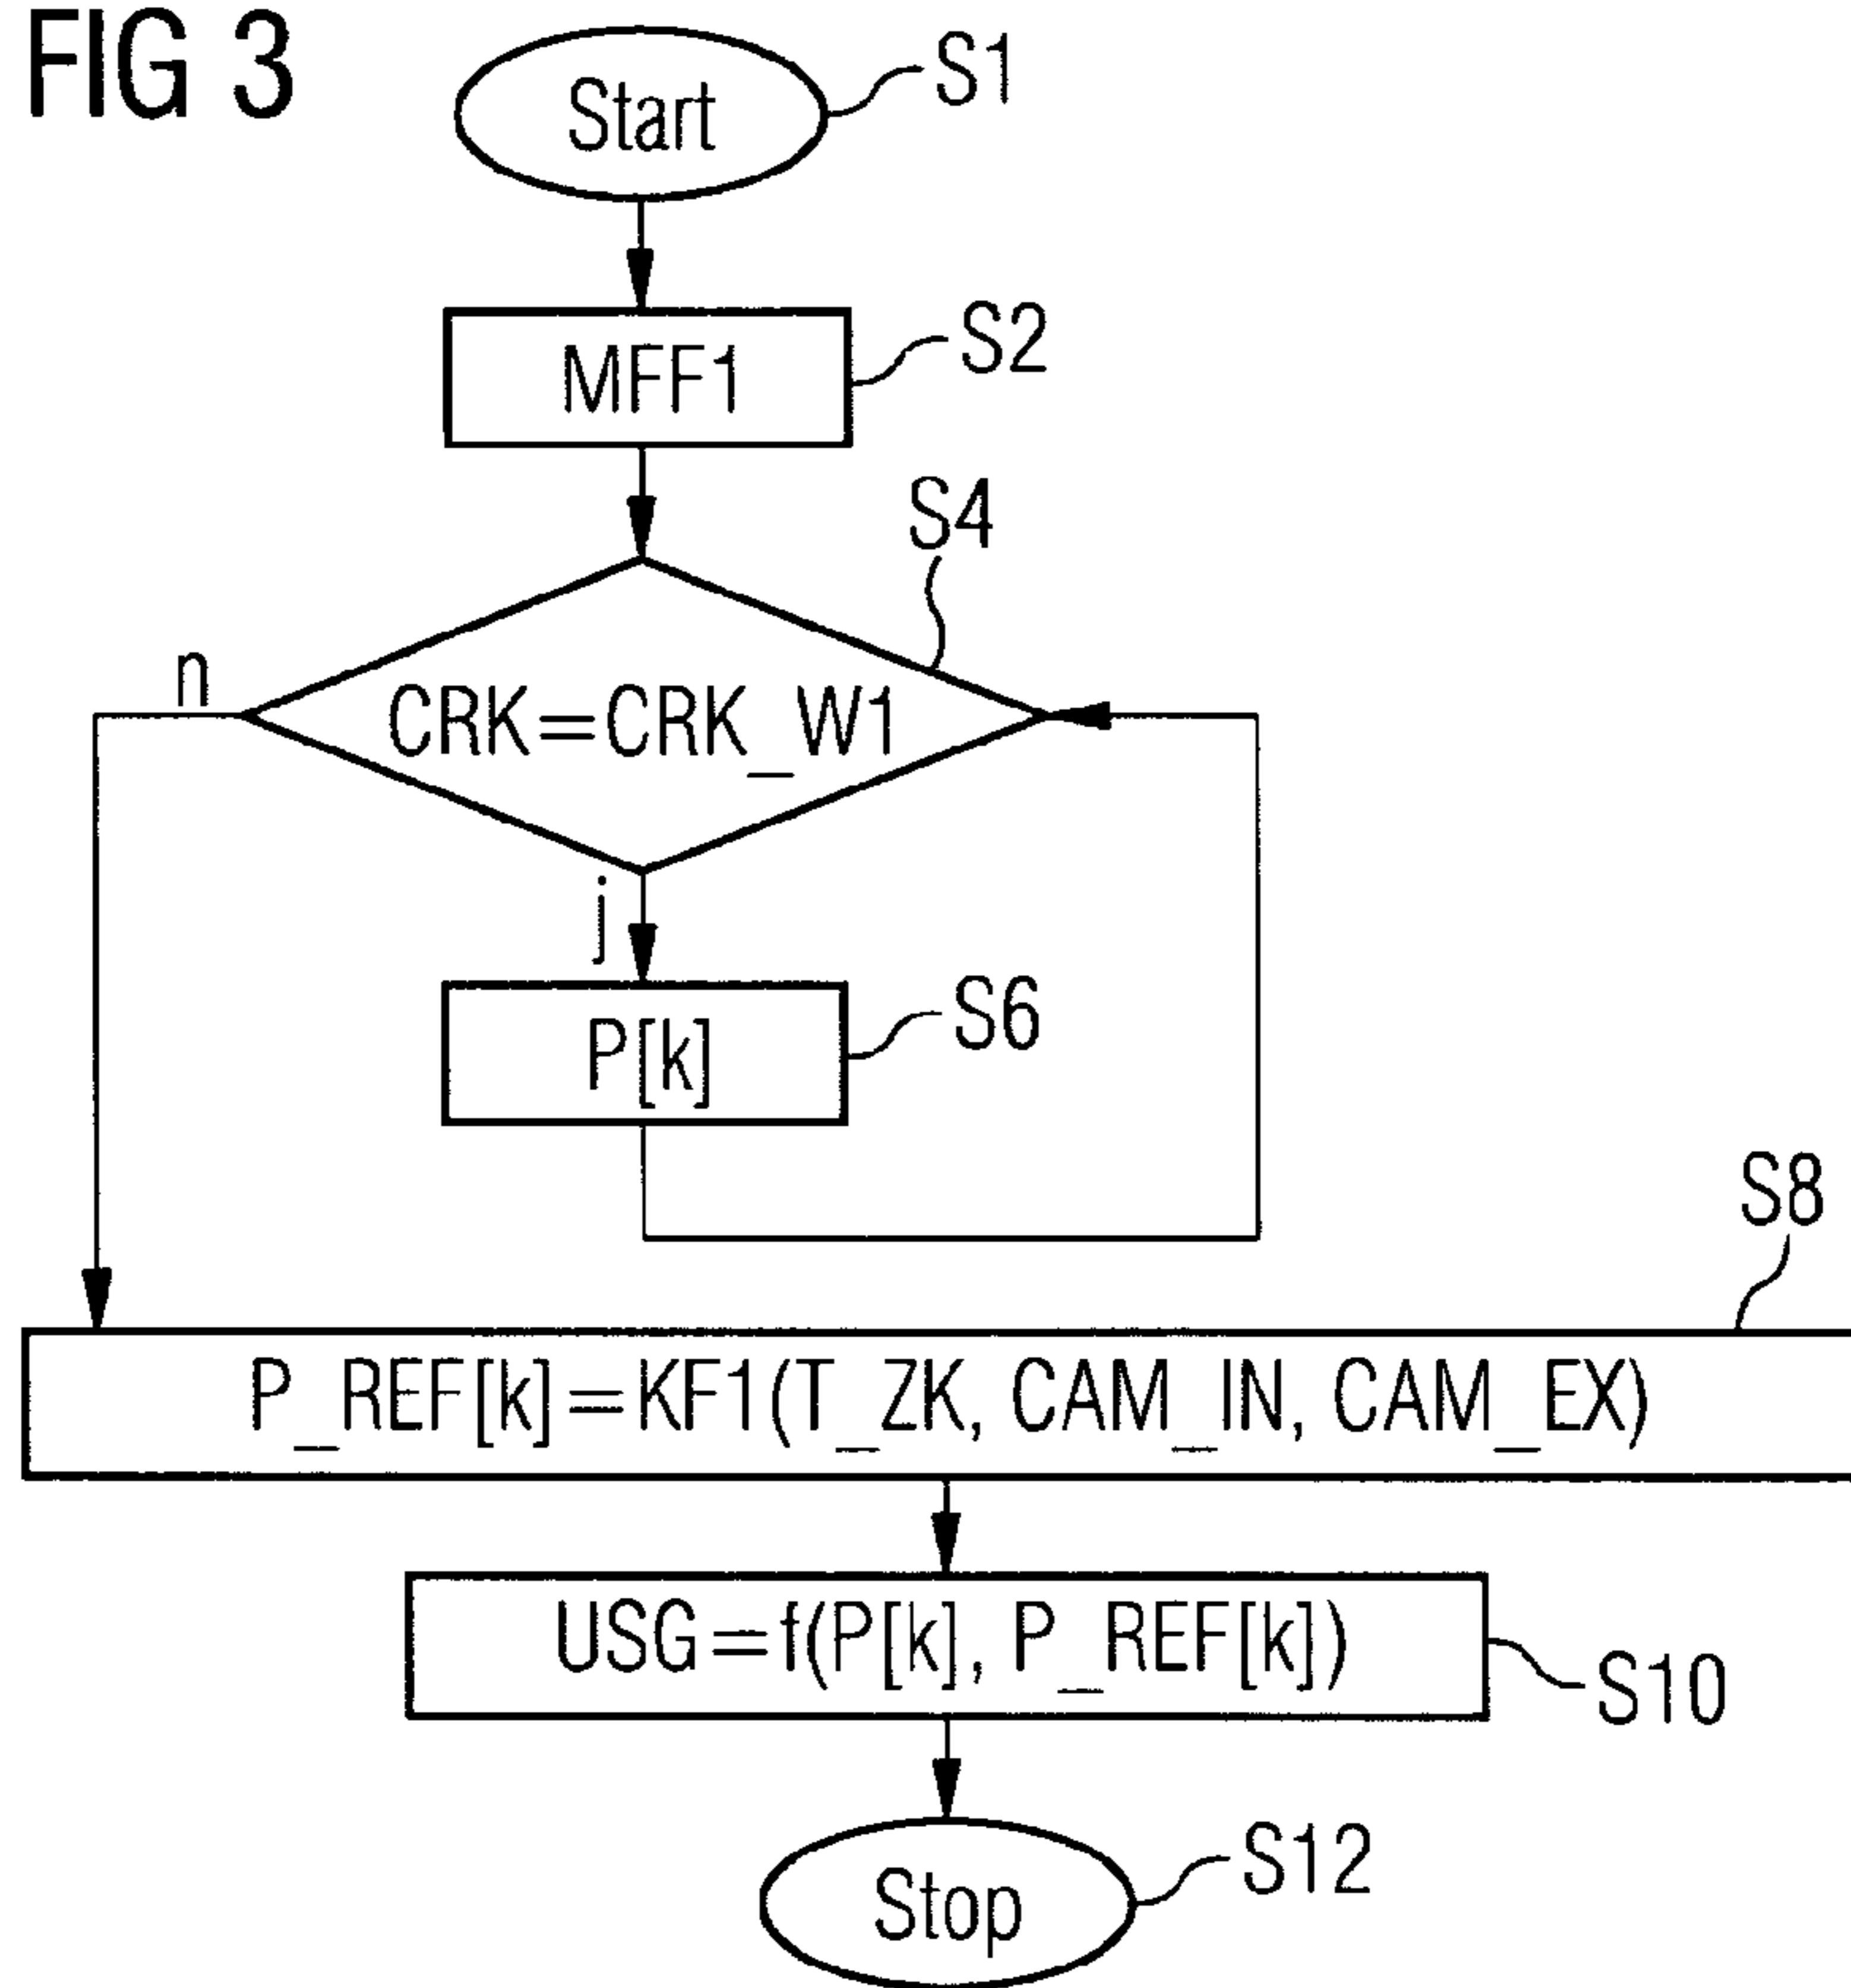 FIG 3
Start
S1
MFF1
S2
S4
n
CRK=CRK_W1
j
P[k]
S6
S8
P_REF[k]=KF1(T_ZK, CAM_IN, CAM_EX)
USG=f(P[k], P_REF[k])
S10
Stop
S12